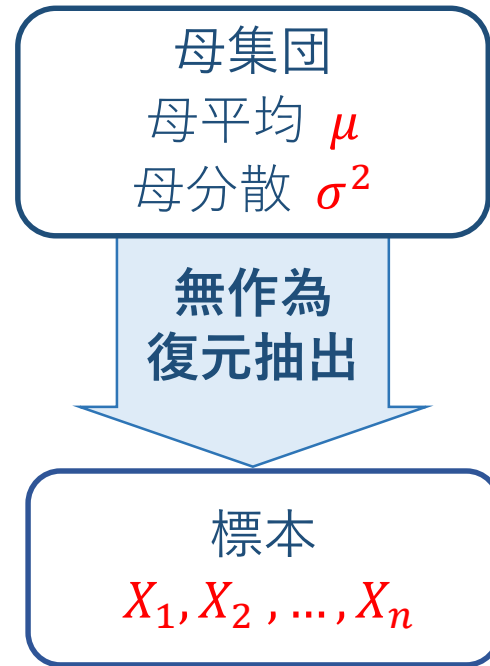 母集団
母平均 μ
母分散 σ²
無作為
復元抽出
標本
X₁, X₂ , … , Xₙ